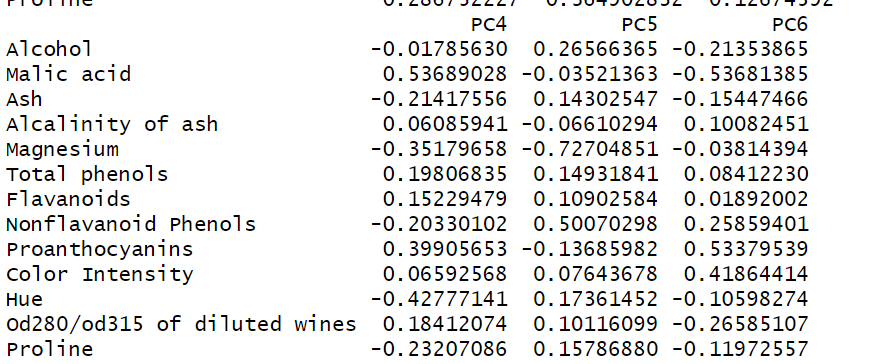 PC4 PC5 PC6
Alcohol -0.01785630 0.26566365 -0.21353865
Malic acid 0.53689028 -0.03521363 -0.53681385
Ash -0.21417556 0.14302547 -0.15447466
Alcalinity of ash 0.06085941 -0.06610294 0.10082451
Magnesium -0.35179658 -0.72704851 -0.03814394
Total phenols 0.19806835 0.14931841 0.08412230
Flavanoids 0.15229479 0.10902584 0.01892002
Nonflavanoid Phenols -0.20330102 0.50070298 0.25859401
Proanthocyanins 0.39905653 -0.13685982 0.53379539
Color Intensity 0.06592568 0.07643678 0.41864414
Hue -0.42777141 0.17361452 -0.10598274
Od280/od315 of diluted wines 0.18412074 0.10116099 -0.26585107
Proline -0.23207086 0.15786880 -0.11972557